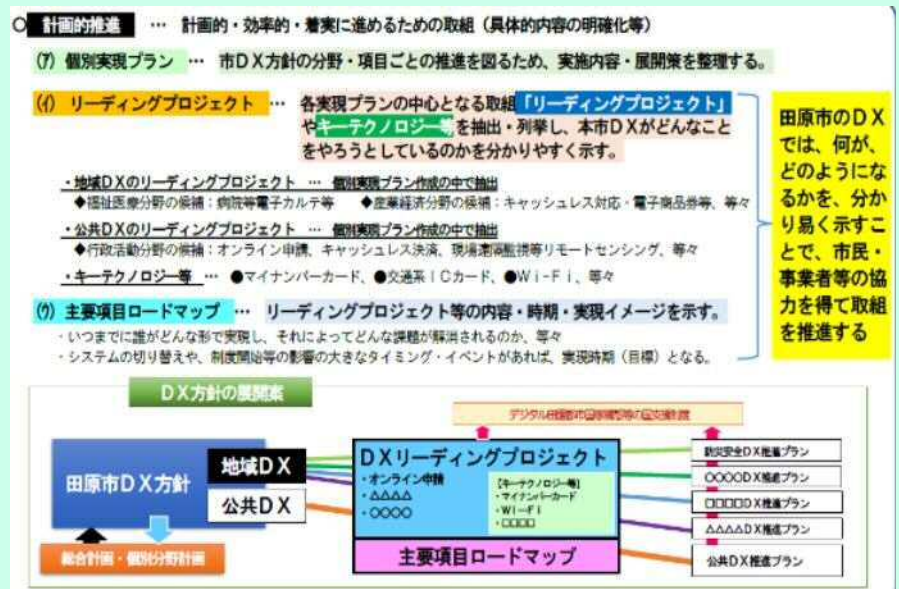 ○ 計画的推進 … 計画的・効率的・着実に進めるための取組（具体的内容の明確化等）
(ｱ) 個別実現プラン … 市DX方針の分野・項目ごとの推進を図るため、実施内容・展開策を整理する。
(ｲ) リーディングプロジェクト … 各実現プランの中心となる取組「リーディングプロジェクト」
やキーテクノロジー等を抽出・列挙し、本市DXがどんなこと
をやろうとしているのかを分かりやすく示す。
・地域DXのリーディングプロジェクト … 個別実現プラン作成の中で抽出
◆福祉医療分野の候補：病院等電子カルテ等 ◆産業経済分野の候補：キャッシュレス対応・電子商品券等、等々
・公共DXのリーディングプロジェクト … 個別実現プラン作成の中で抽出
◆行政活動分野の候補：オンライン申請、キャッシュレス決済、現場遠隔監視等リモートセンシング、等々
・キーテクノロジー等 … ●マイナンバーカード、●交通系ICカード、●Wi-Fi、等々
(ｳ) 主要項目ロードマップ … リーディングプロジェクト等の内容・時期・実現イメージを示す。
・いつまでに誰がどんな形で実現し、それによってどんな課題が解消されるのか、等々
・システムの切り替えや、制度開始等の影響の大きなタイミング・イベントがあれば、実現時期（目標）となる。
田原市のDX
では、何が、
どのようにな
るかを、分か
り易く示すこ
とで、市民・
事業者等の協
力を得て取組
を推進する
DX方針の展開案
デジタル田園都市国家構想等の国支援制度
田原市DX方針
地域DX
公共DX
総合計画・個別分野計画
DXリーディングプロジェクト
・オンライン申請
・△△△△
・○○○○
【キーテクノロジー等】
・マイナンバーカード
・Wi-Fi
・□□□□
主要項目ロードマップ
防災安全DX推進プラン
○○○○DX推進プラン
□□□□DX推進プラン
△△△△DX推進プラン
公共DX推進プラン